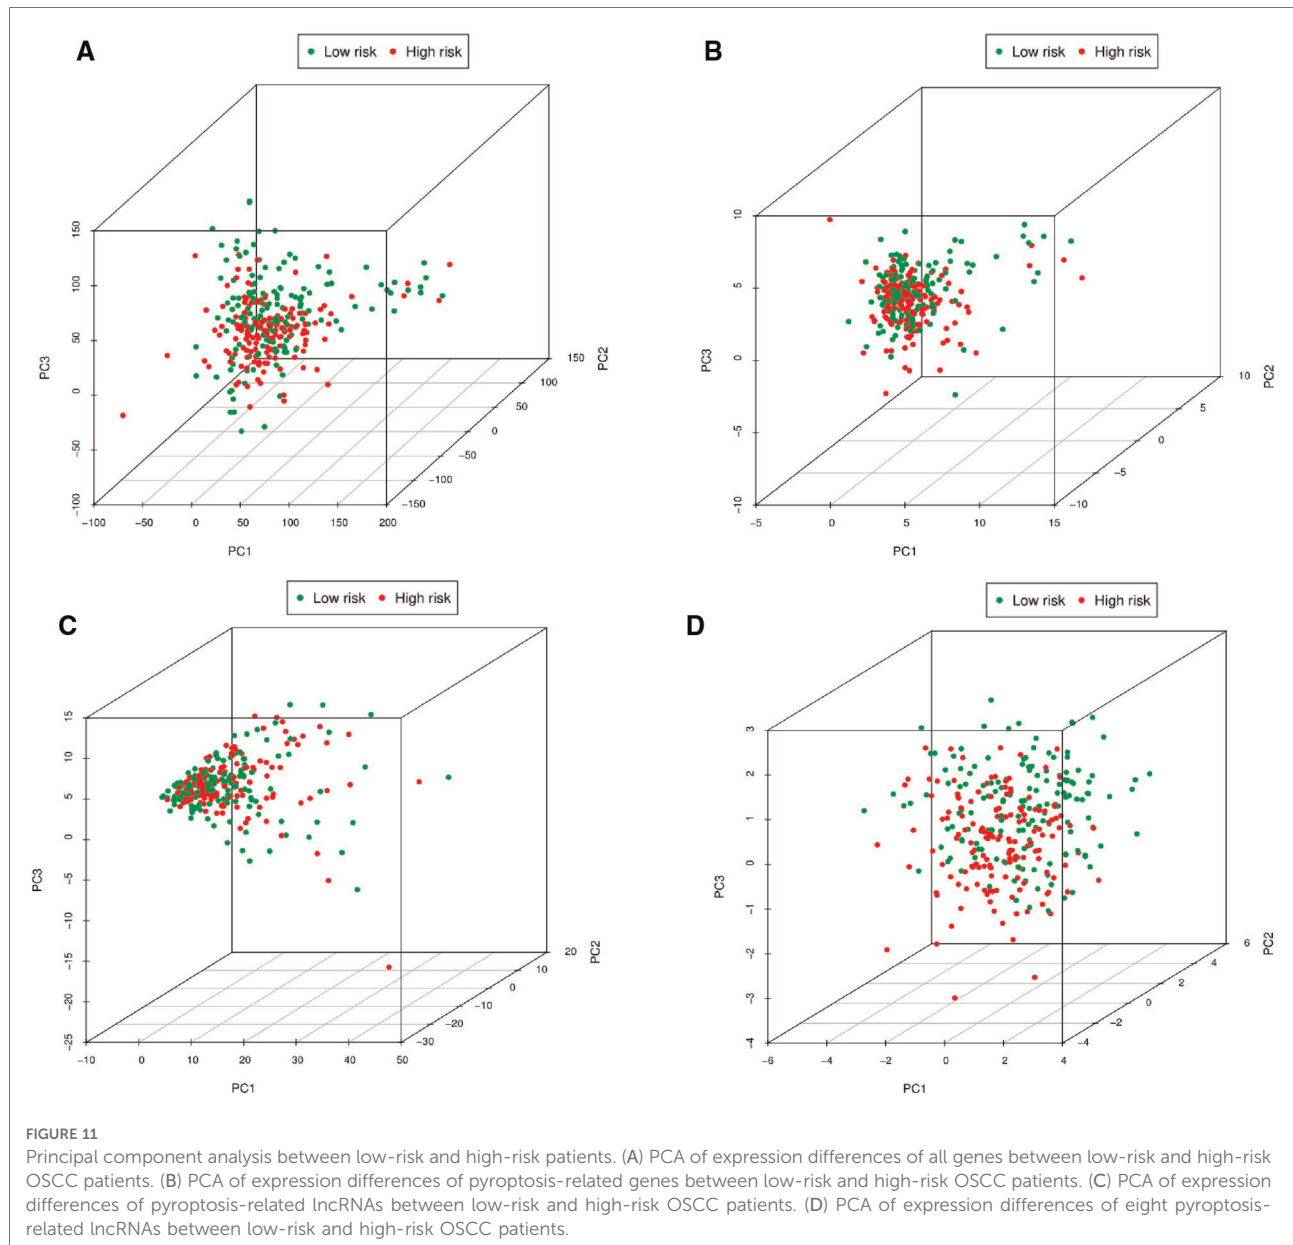 A
Low risk High risk
150
100
50
0
−50
−100
PC3
−100 0 50 100 150 200
PC1
−150
−100
−50
0
50
100
150
PC2
B
Low risk High risk
10
5
0
−5
−10
PC3
−5 0 5 10 15
PC1
−10
−5
0
5
10
PC2
C
Low risk High risk
15
10
5
0
−5
−10
−15
−20
−25
PC3
−10 0 10 20 30 40 50
PC1
−30
−20
−10
0
10
20
PC2
D
Low risk High risk
3
2
1
0
−1
−2
−3
−4
PC3
−6 −4 −2 0 2 4
PC1
−4
−2
0
2
4
6
PC2
FIGURE 11
Principal component analysis between low-risk and high-risk patients. (A) PCA of expression differences of all genes between low-risk and high-risk
OSCC patients. (B) PCA of expression differences of pyroptosis-related genes between low-risk and high-risk OSCC patients. (C) PCA of expression
differences of pyroptosis-related lncRNAs between low-risk and high-risk OSCC patients. (D) PCA of expression differences of eight pyroptosis-
related lncRNAs between low-risk and high-risk OSCC patients.